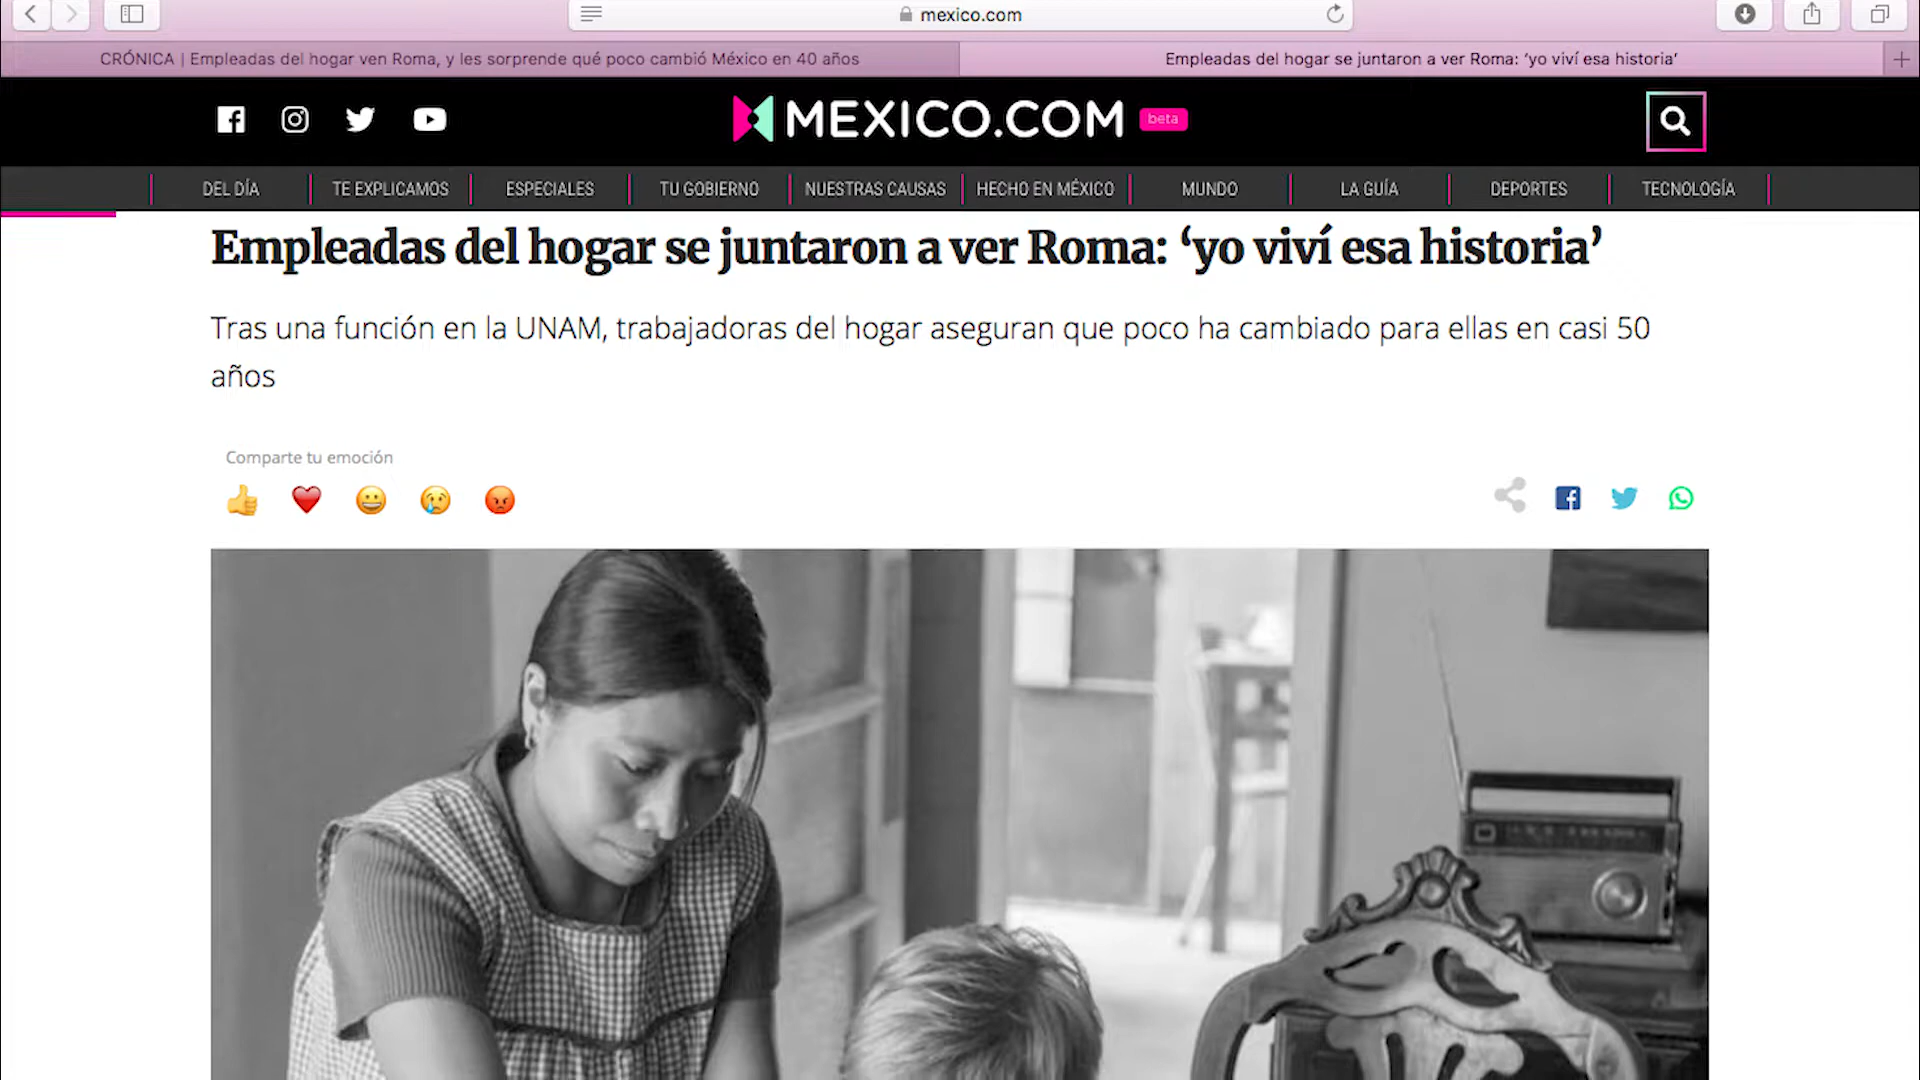 mexico.com
CRÓNICA | Empleadas del hogar ven Roma, y les sorprende qué poco cambió México en 40 años
Empleadas del hogar se juntaron a ver Roma: ‘yo viví esa historia’
MEXICO.COM beta
DEL DÍA
TE EXPLICAMOS
ESPECIALES
TU GOBIERNO
NUESTRAS CAUSAS
HECHO EN MÉXICO
MUNDO
LA GUÍA
DEPORTES
TECNOLOGÍA
Empleadas del hogar se juntaron a ver Roma: ‘yo viví esa historia’
Tras una función en la UNAM, trabajadoras del hogar aseguran que poco ha cambiado para ellas en casi 50
años
Comparte tu emoción